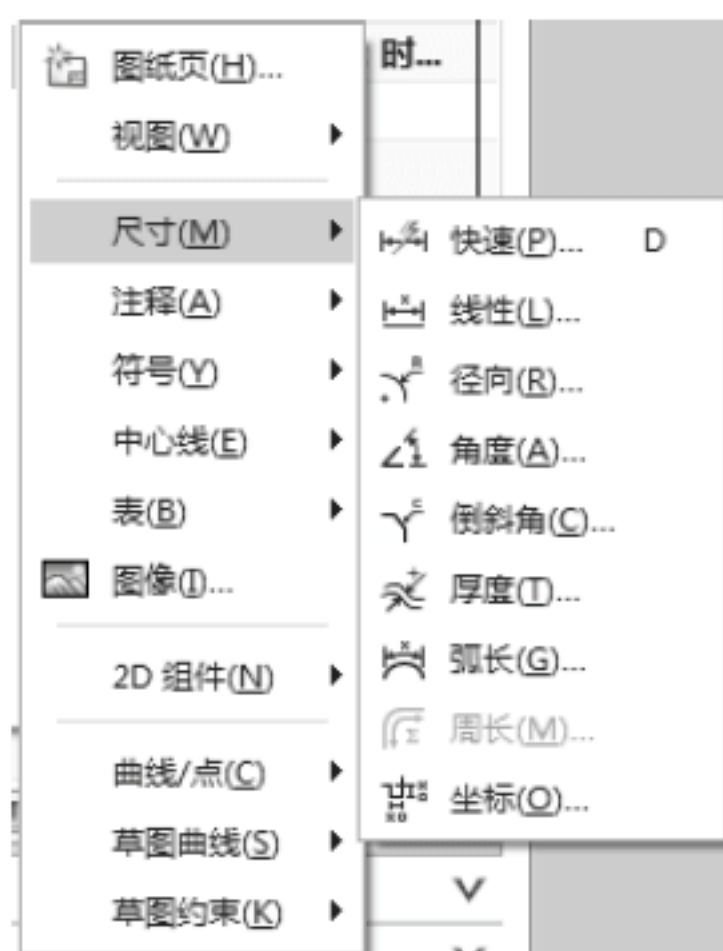 图纸页(H)...
时...
视图(W)
尺寸(M)
注释(A)
符号(Y)
中心线(E)
表(B)
图像(I)...
2D 组件(N)
曲线/点(C)
草图曲线(S)
草图约束(K)
快速(P)... D
线性(L)...
径向(R)...
角度(A)...
倒斜角(C)...
厚度(T)...
弧长(G)...
周长(M)...
坐标(O)...